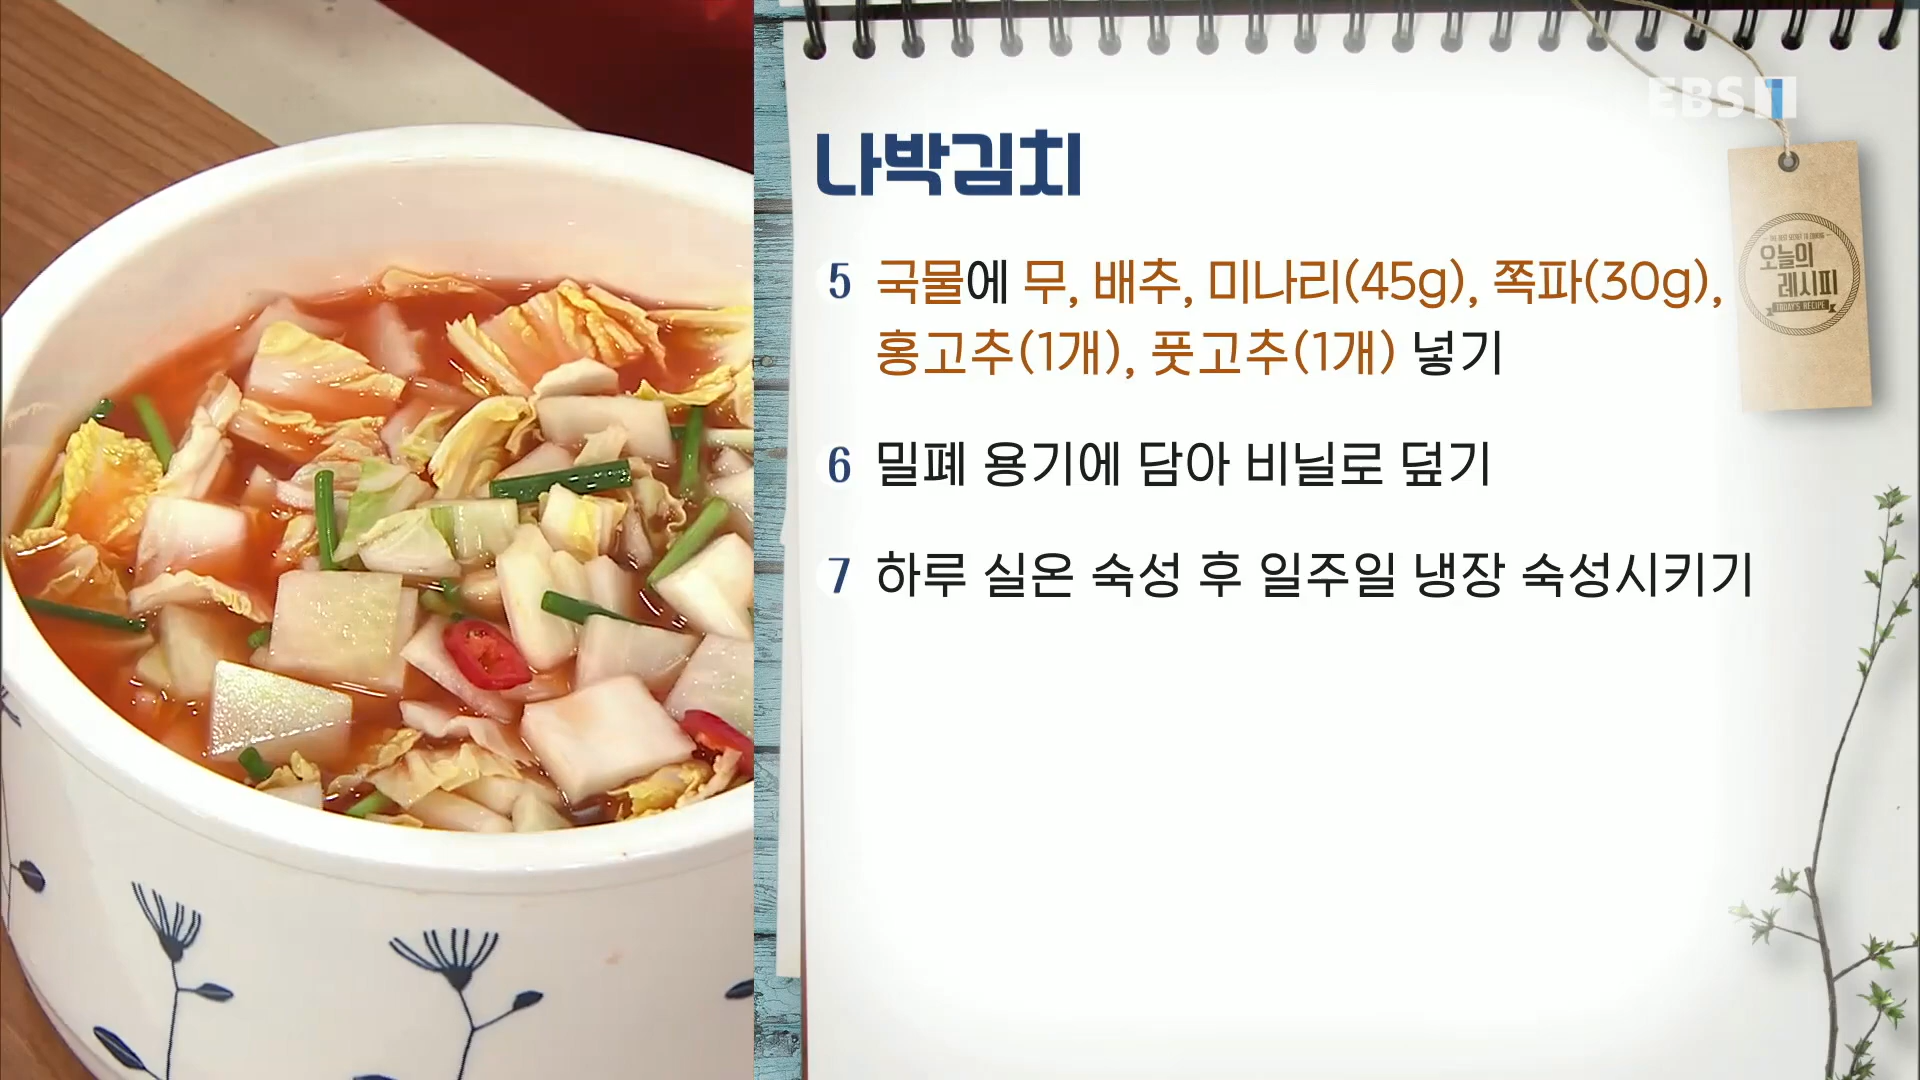 EBS 1
나박김치
오늘의
레시피
TODAY'S RECIPE
5 국물에 무, 배추, 미나리(45g), 쪽파(30g),
홍고추(1개), 풋고추(1개) 넣기
6 밀폐 용기에 담아 비닐로 덮기
7 하루 실온 숙성 후 일주일 냉장 숙성시키기